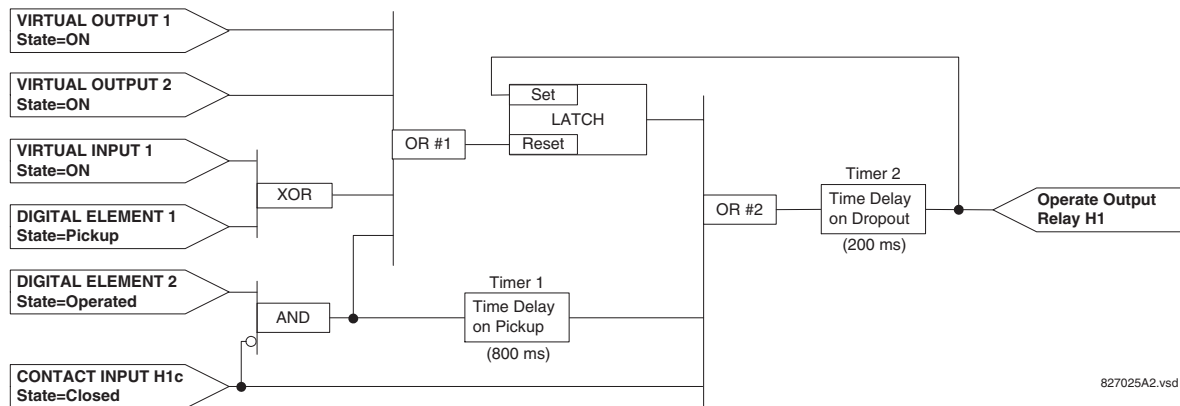 VIRTUAL OUTPUT 1
State=ON
VIRTUAL OUTPUT 2
State=ON
VIRTUAL INPUT 1
State=ON
DIGITAL ELEMENT 1
State=Pickup
DIGITAL ELEMENT 2
State=Operated
CONTACT INPUT H1c
State=Closed
XOR
AND
OR #1
Set
LATCH
Reset
Timer 1
Time Delay
on Pickup
(800 ms)
OR #2
Timer 2
Time Delay
on Dropout
(200 ms)
Operate Output
Relay H1
827025A2.vsd